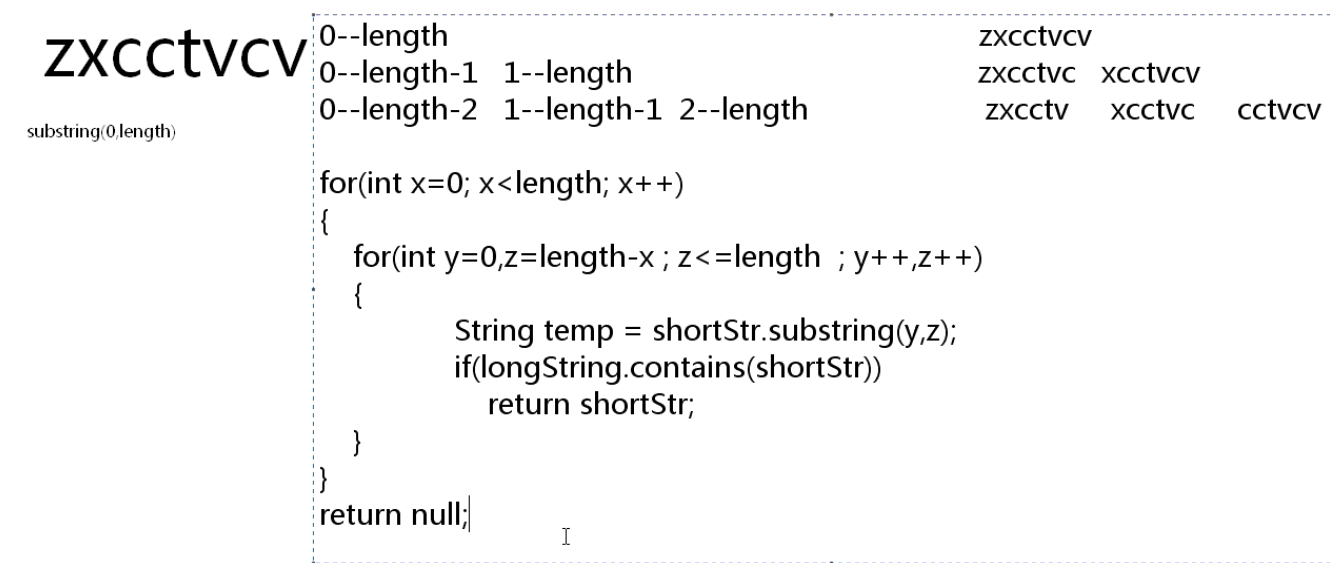 zxcctvcv
substring(0,length)
0--length zxcctvcv
0--length-1 1--length zxcctvc xcctvcv
0--length-2 1--length-1 2--length zxcctv xcctvc cctvcv
for(int x=0; x<length; x++)
{
for(int y=0,z=length-x ; z<=length ; y++,z++)
{
String temp = shortStr.substring(y,z);
if(longString.contains(shortStr))
return shortStr;
}
}
return null;